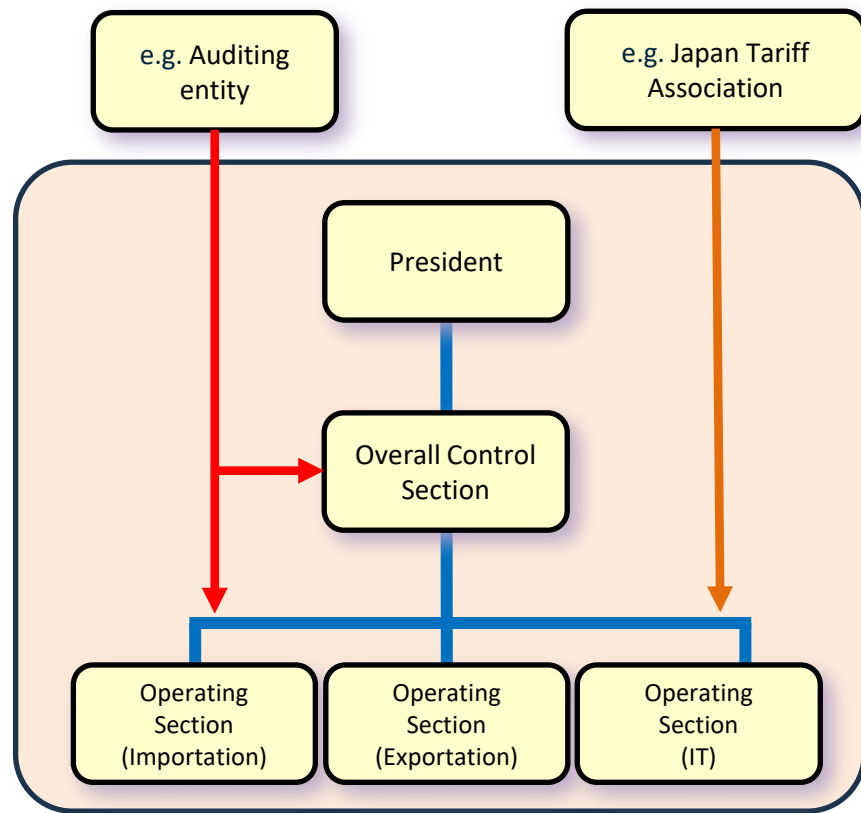 e.g. Auditing
entity
e.g. Japan Tariff
Association
President
Overall Control
Section
Operating
Section
(Importation)
Operating
Section
(Exportation)
Operating
Section
(IT)